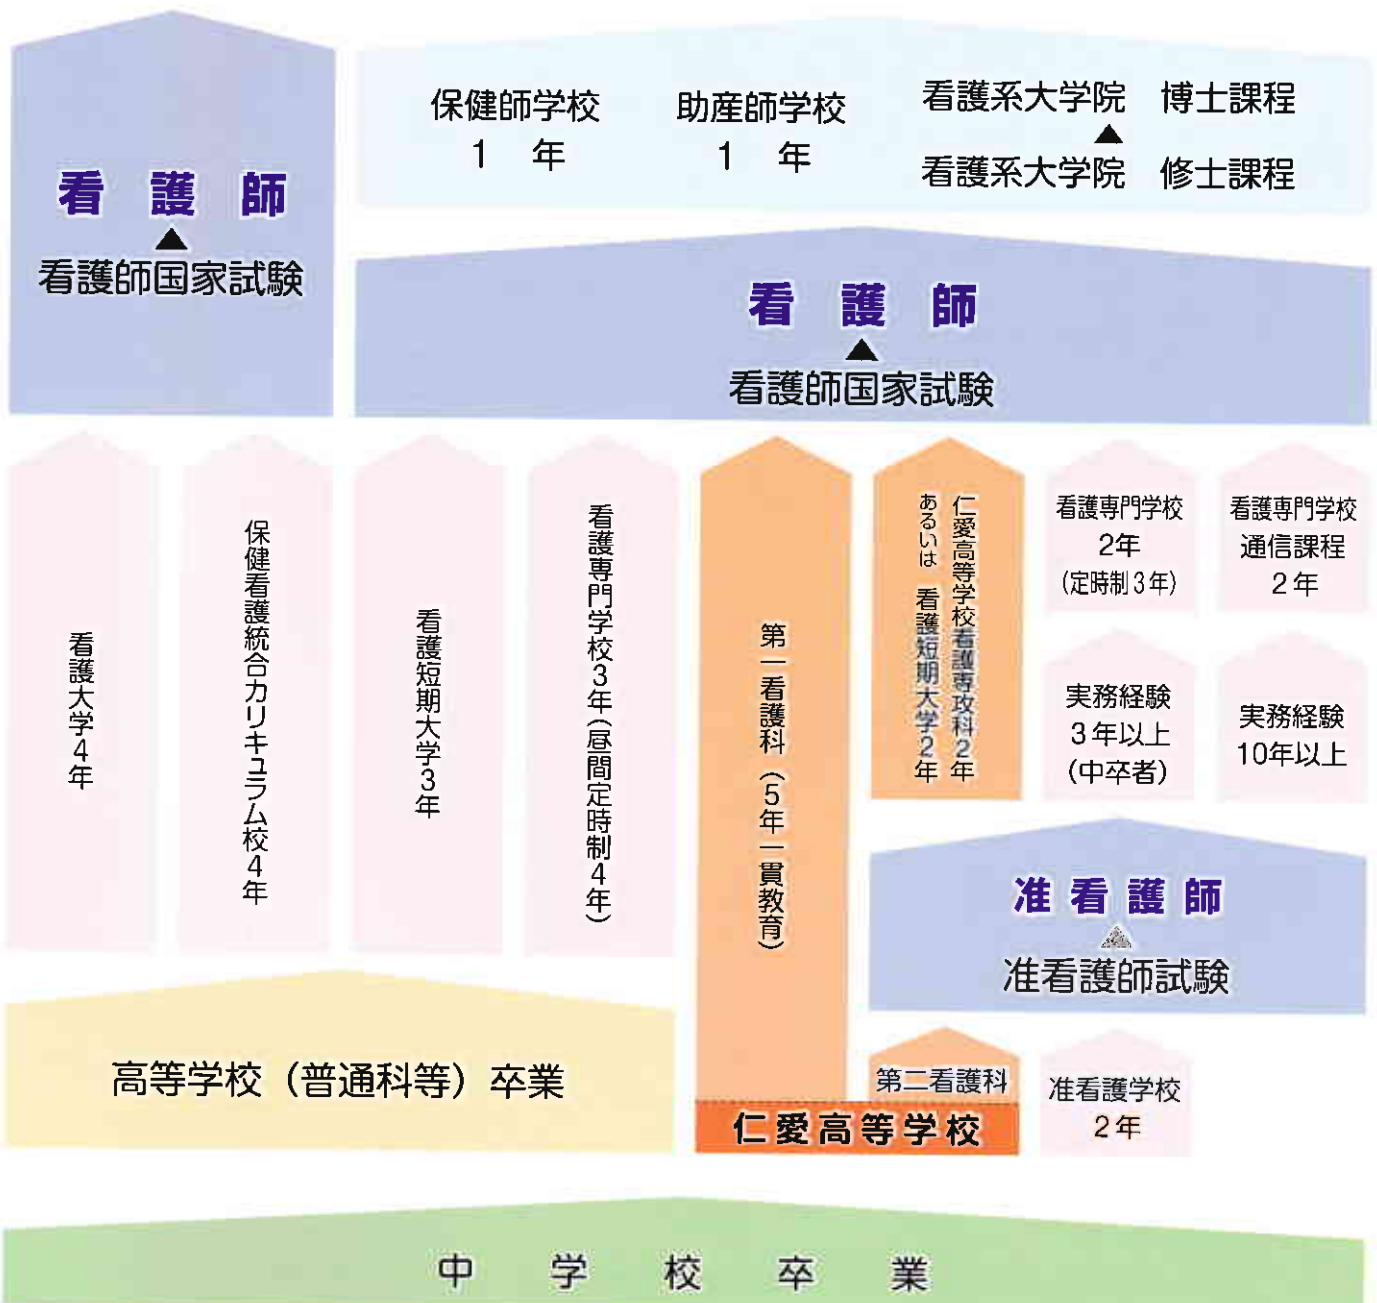 看護師
▲
看護師国家試験
保健師学校
1年
助産師学校
1年
看護系大学院 博士課程
▲
看護系大学院 修士課程
看護師
▲
看護師国家試験
看護大学4年
保健看護統合カリキュラム校4年
看護短期大学3年
看護専門学校3年(昼間定時制4年)
第一看護科(5年一貫教育)
仁愛高等学校看護専攻科2年
あるいは 看護短期大学2年
看護専門学校
2年
(定時制3年)
看護専門学校
通信課程
2年
実務経験
3年以上
(中卒者)
実務経験
10年以上
准看護師
▲
准看護師試験
高等学校(普通科等)卒業
第二看護科
仁愛高等学校
准看護学校
2年
中学校卒業